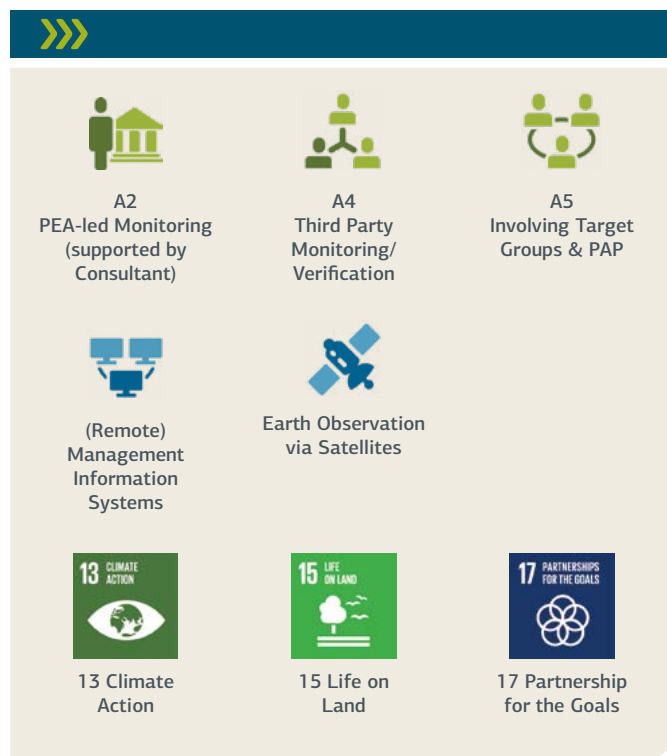 A2
PEA-led Monitoring
(supported by
Consultant)
A4
Third Party
Monitoring/
Verification
A5
Involving Target
Groups & PAP
(Remote)
Management
Information
Systems
Earth Observation
via Satellites
13 CLIMATE
ACTION
13 Climate
Action
15 LIFE
ON LAND
15 Life on
Land
17 PARTNERSHIPS
FOR THE GOALS
17 Partnership
for the Goals